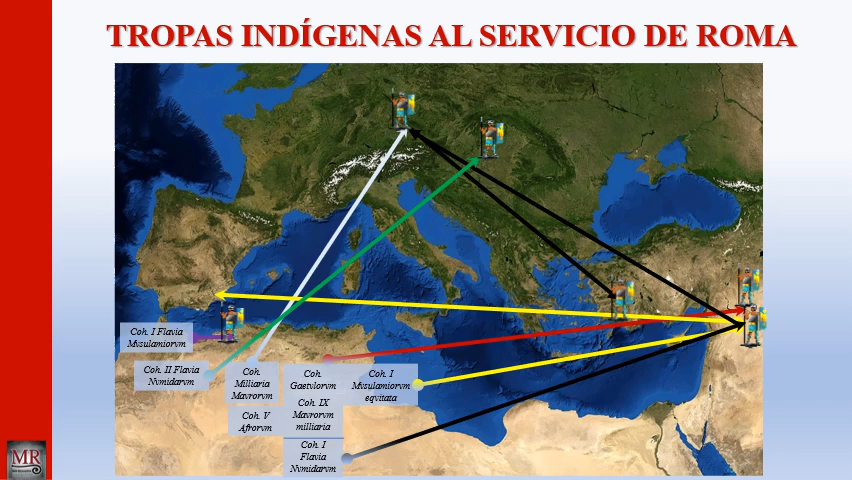 TROPAS INDÍGENAS AL SERVICIO DE ROMA
Coh. I Flavia
Mvsulamiorvm
Coh. II Flavia
Nvmidarvm
Coh.
Milliaria
Mavrorvm
Coh. V
Afrorvm
Coh.
Gaetvlorvm
Coh. IX
Mavrorvm
milliaria
Coh. I
Flavia
Nvmidarvm
Coh. I
Mvsulamiorvm
eqvitata
MR